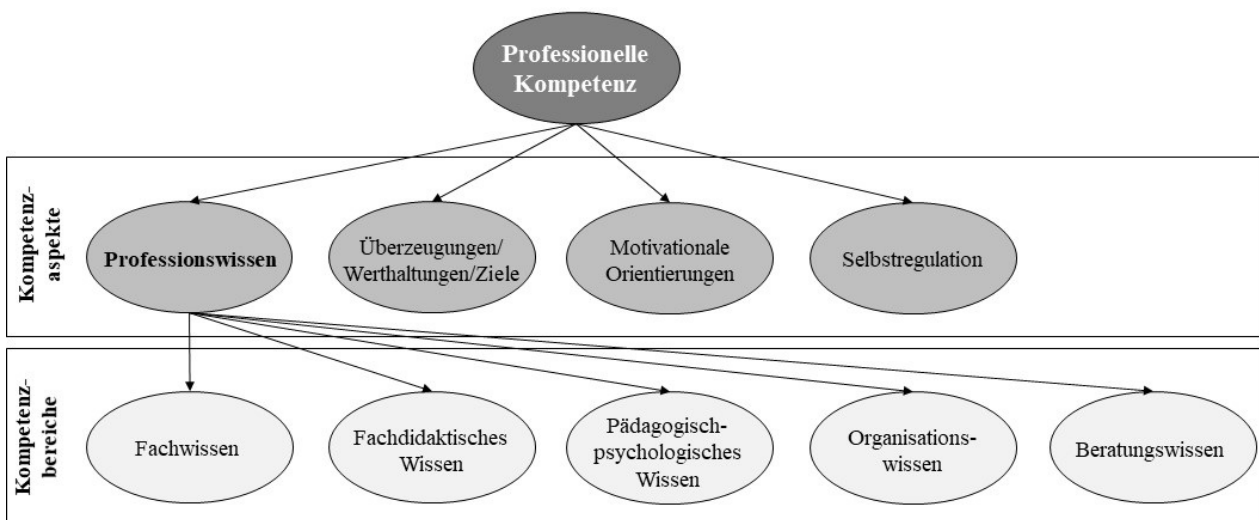 Professionelle
Kompetenz
Kompetenz-
aspekte
Professionswissen
Überzeugungen/
Werthaltungen/Ziele
Motivationale
Orientierungen
Selbstregulation
Kompetenz-
bereiche
Fachwissen
Fachdidaktisches
Wissen
Pädagogisch-
psychologisches
Wissen
Organisations-
wissen
Beratungswissen